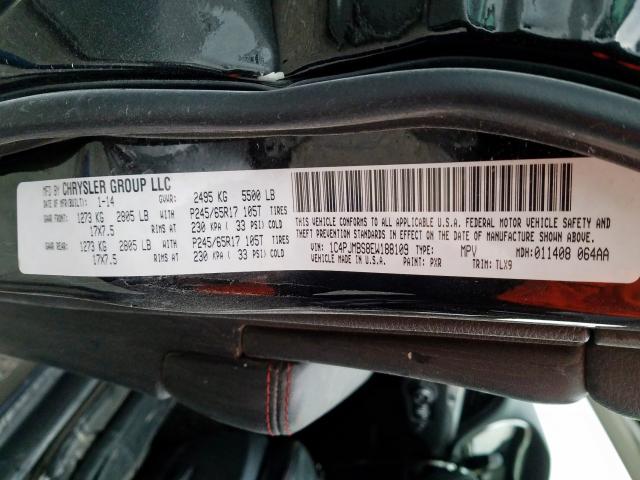 MFD BY CHRYSLER GROUP LLC
DATE OF MFR(BUILT): 1-14 GVWR: 2495 KG 5500 LB
GAWR FRONT: 1273 KG 2805 LB WITH P245/65R17 105T TIRES
17X7.5 RIMS AT 230 KPA ( 33 PSI) COLD
GAWR REAR: 1273 KG 2805 LB WITH P245/65R17 105T TIRES
17X7.5 RIMS AT 230 KPA ( 33 PSI) COLD
THIS VEHICLE CONFORMS TO ALL APPLICABLE U.S.A. FEDERAL MOTOR VEHICLE SAFETY AND
THEFT PREVENTION STANDARDS IN EFFECT ON THE DATE OF MANUFACTURE SHOWN ABOVE.
VIN: 1C4PJMBS8EW188109 TYPE: MPV MDH: 011408 064AA
VEHICLE MADE IN U.S.A. PAINT: PXR TRIM: TLX9